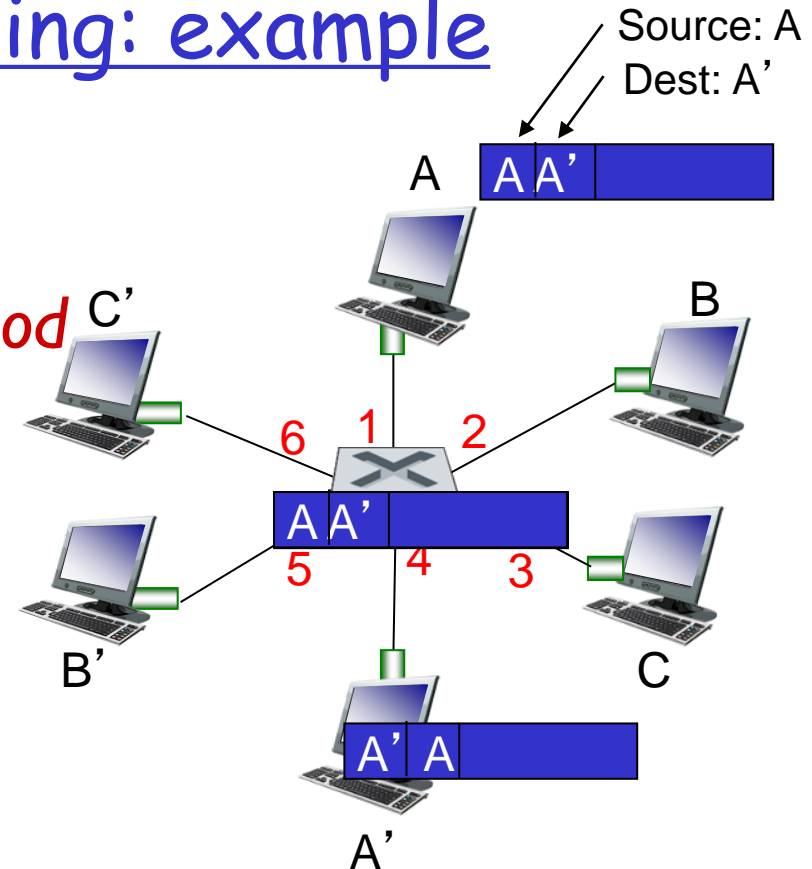 ing: example
Source: A
Dest: A’
A
A A’
od
C’
B
6
1
2
A A’
5
4
3
B’
C
A’ A
A’